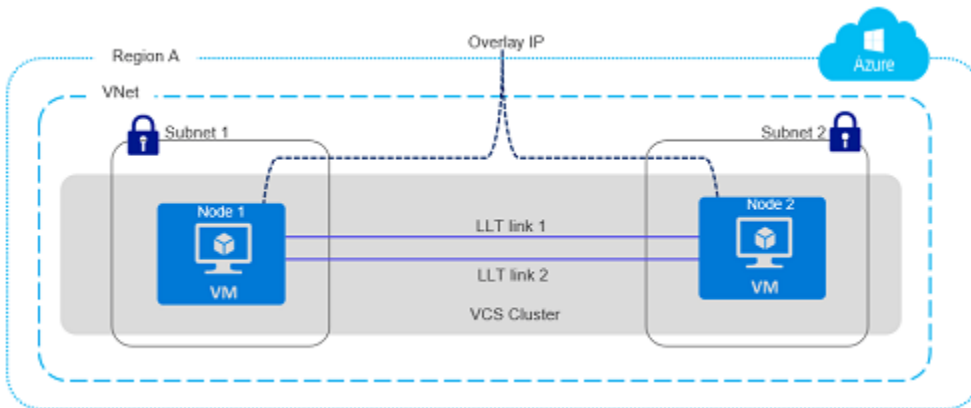 Overlay IP
Region A
Azure
VNet
Subnet 1
Subnet 2
Node 1
Node 2
LLT link 1
LLT link 2
VM
VM
VCS Cluster